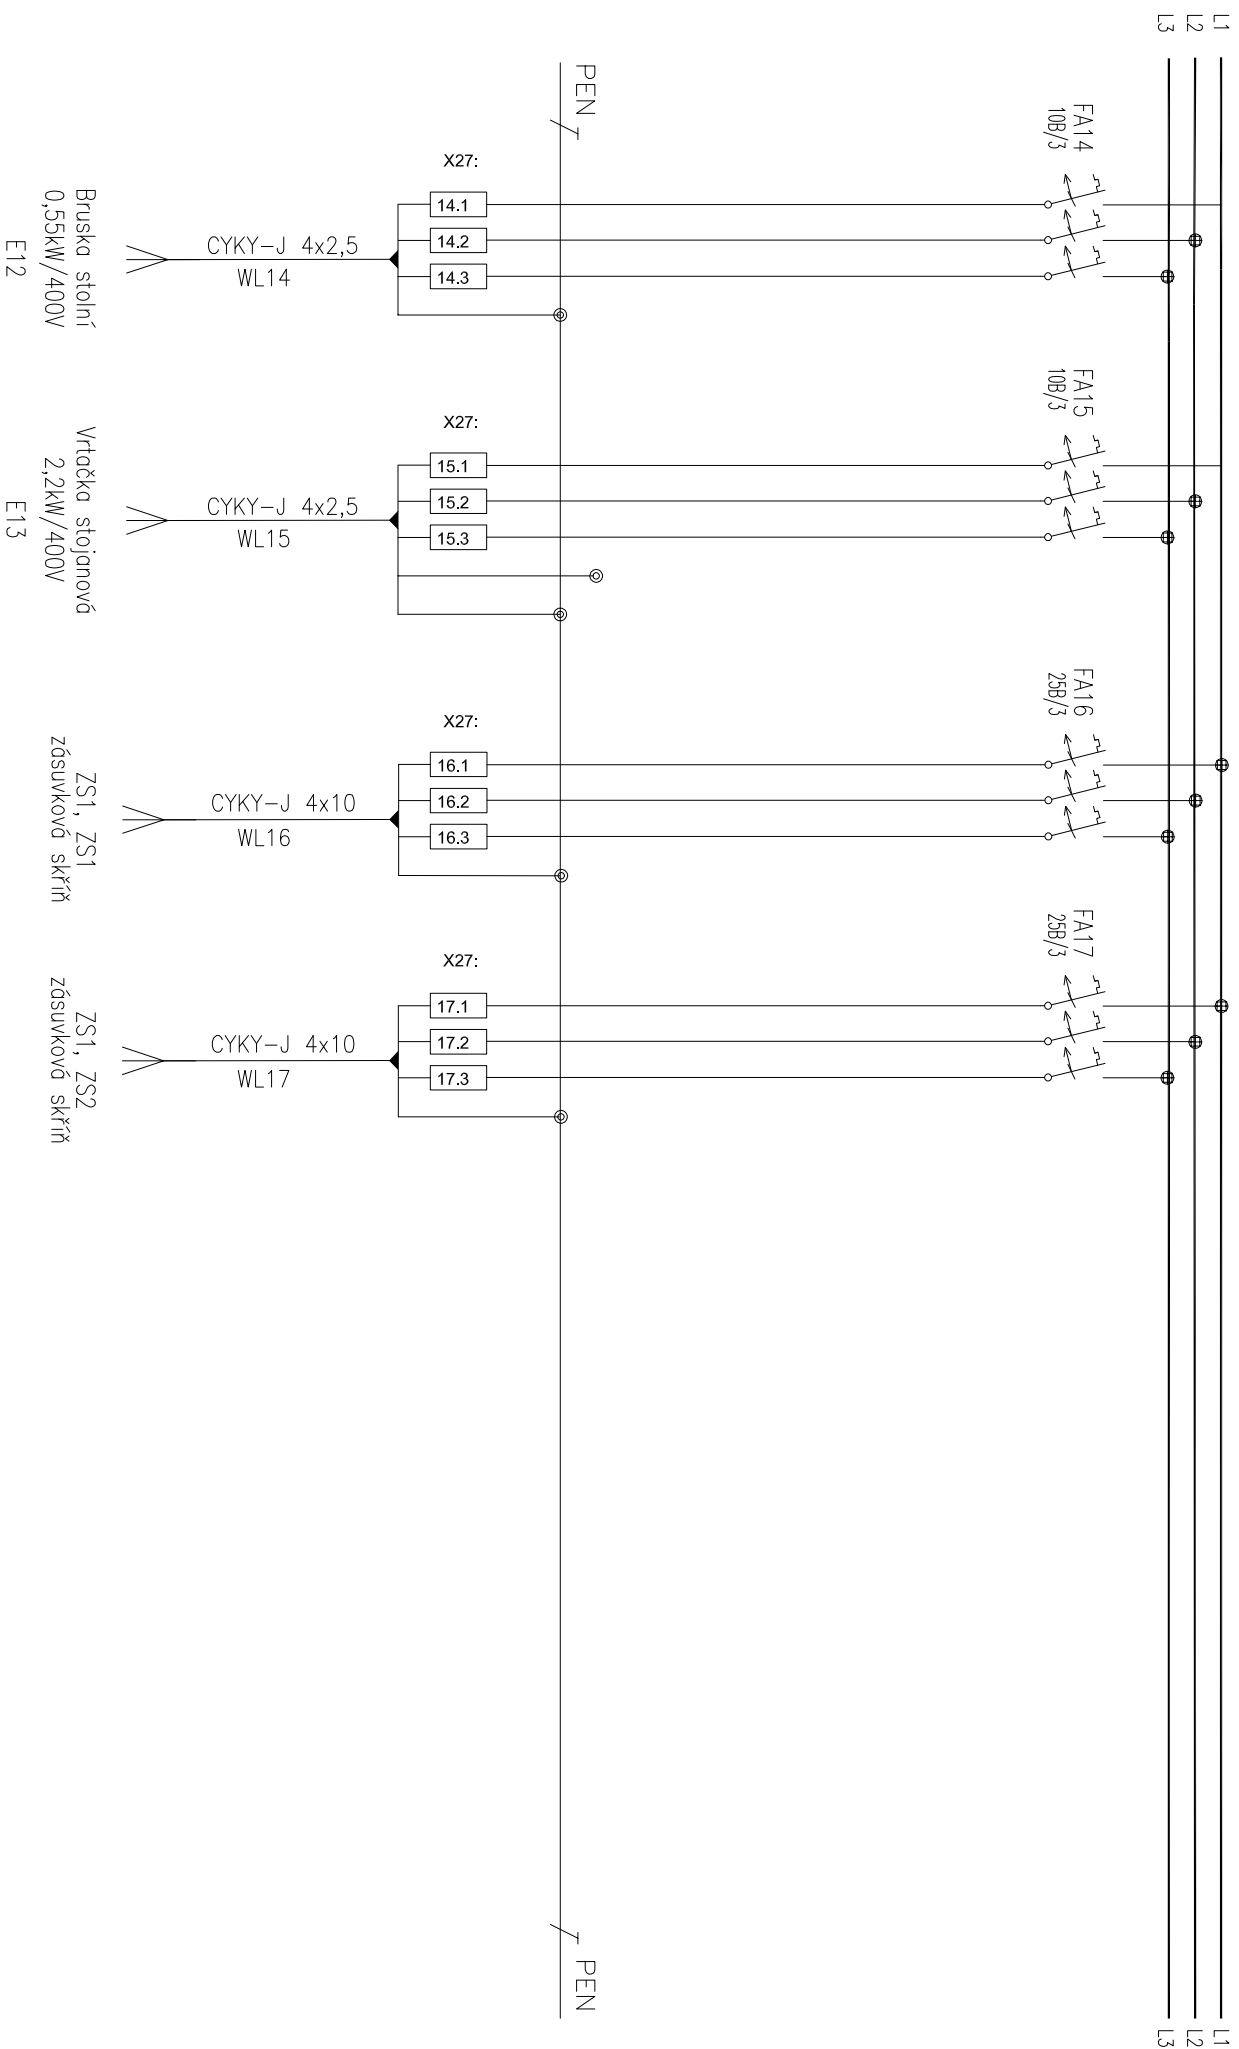 L1
L2
L3
FA14
10B/3
PEN
X27:
14.1
14.2
14.3
CYKY-J 4x2,5
WL14
Bruska stolní
0,55kW/400V
E12
FA15
10B/3
X27:
15.1
15.2
15.3
CYKY-J 4x2,5
WL15
Vrtačka stojanová
2,2kW/400V
E13
FA16
25B/3
X27:
16.1
16.2
16.3
CYKY-J 4x10
WL16
ZS1, ZS1
zásuvková skříň
FA17
25B/3
X27:
17.1
17.2
17.3
CYKY-J 4x10
WL17
ZS1, ZS2
zásuvková skříň
PEN
L1
L2
L3